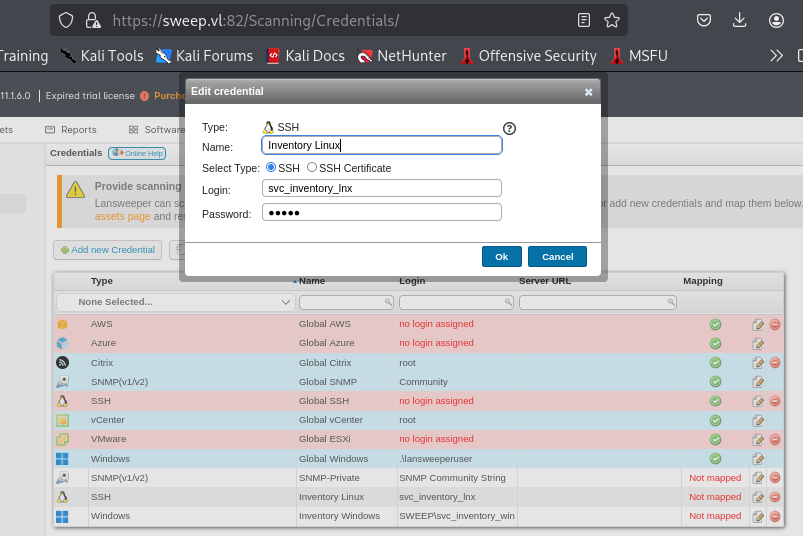 https://sweep.vl:82/Scanning/Credentials/
Training Kali Tools Kali Forums Kali Docs NetHunter Offensive Security MSFU
11.1.6.0 Expired trial license
Edit credential
Type: SSH
Name: Inventory Linux
Select Type: SSH SSH Certificate
Login: svc_inventory_lnx
Password: ●●●●●
Ok Cancel
Reports Software
Credentials Online Help
Provide scanning
Lansweeper can
or add new credentials and map them below.
assets page and
Add new Credential
Type Name Login Server URL Mapping
None Selected...
AWS Global AWS no login assigned
Azure Global Azure no login assigned
Citrix Global Citrix root
SNMP(v1/v2) Global SNMP Community
SSH Global SSH no login assigned
vCenter Global vCenter root
VMware Global ESXi no login assigned
Windows Global Windows .\lansweeperuser
SNMP(v1/v2) SNMP-Private SNMP Community String Not mapped
SSH Inventory Linux svc_inventory_lnx Not mapped
Windows Inventory Windows SWEEP\svc_inventory_win Not mapped